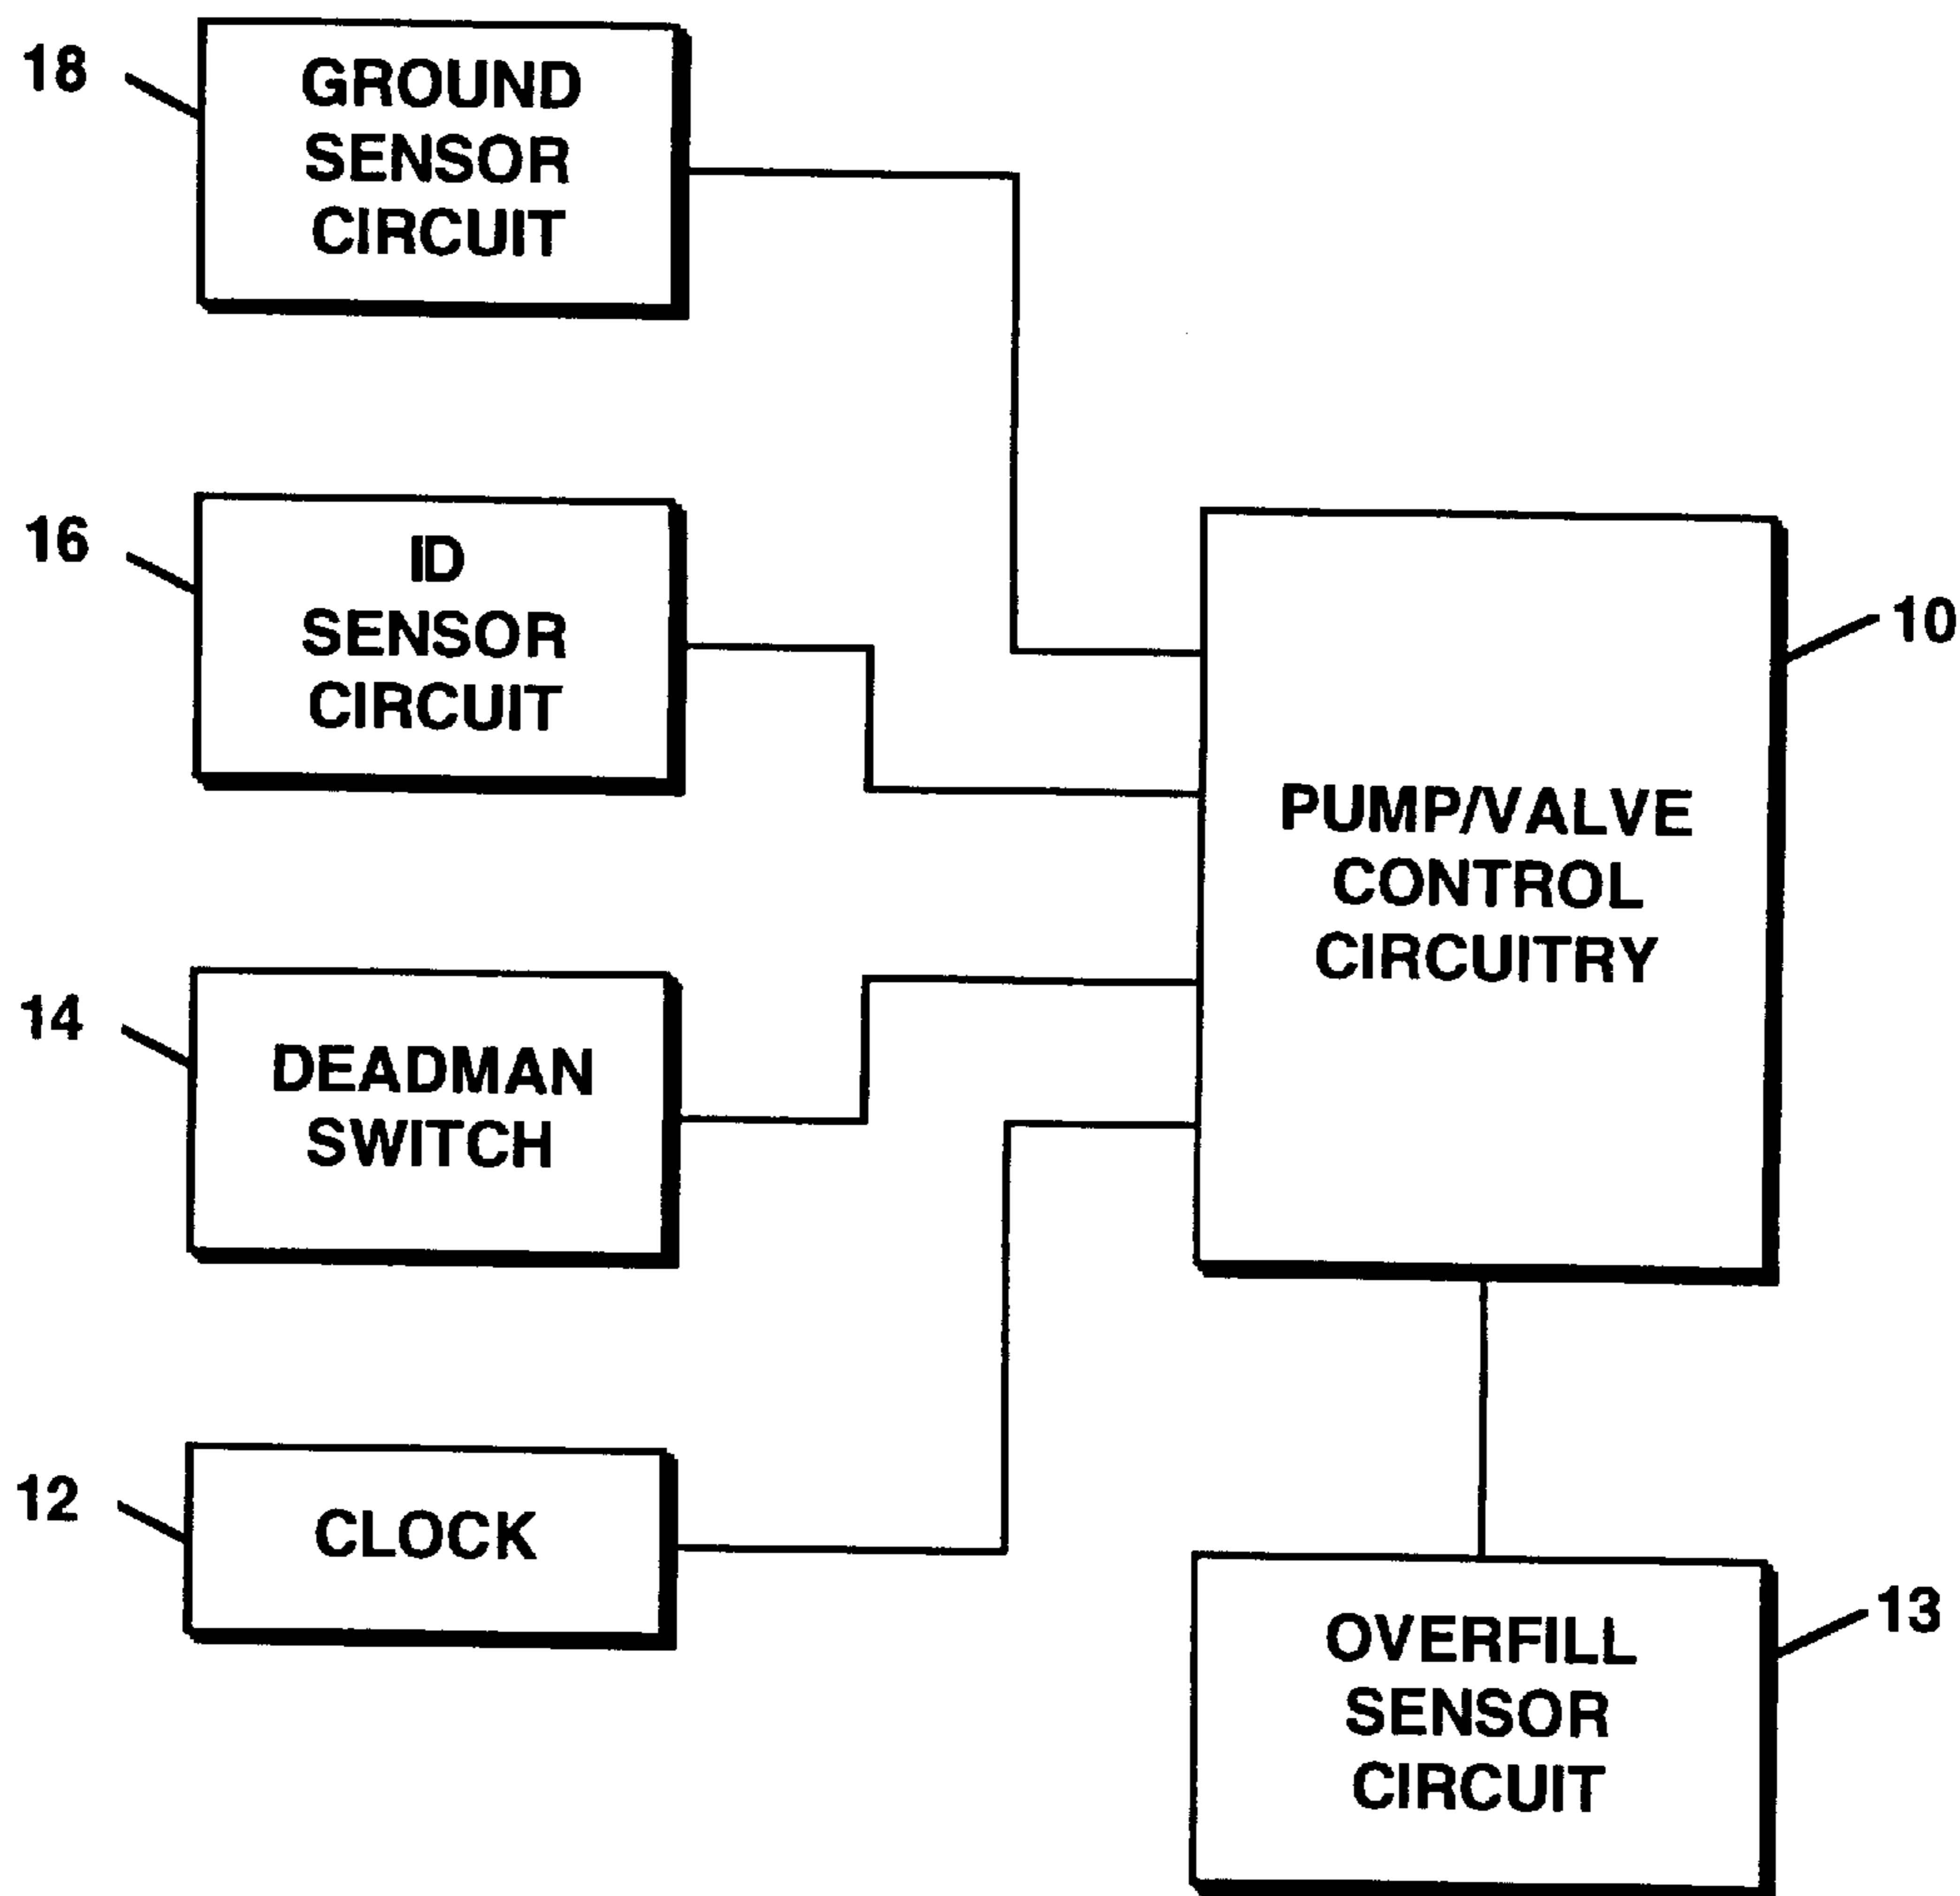 18
GROUND
SENSOR
CIRCUIT
16
ID
SENSOR
CIRCUIT
10
PUMP/VALVE
CONTROL
CIRCUITRY
14
DEADMAN
SWITCH
12
CLOCK
13
OVERFILL
SENSOR
CIRCUIT